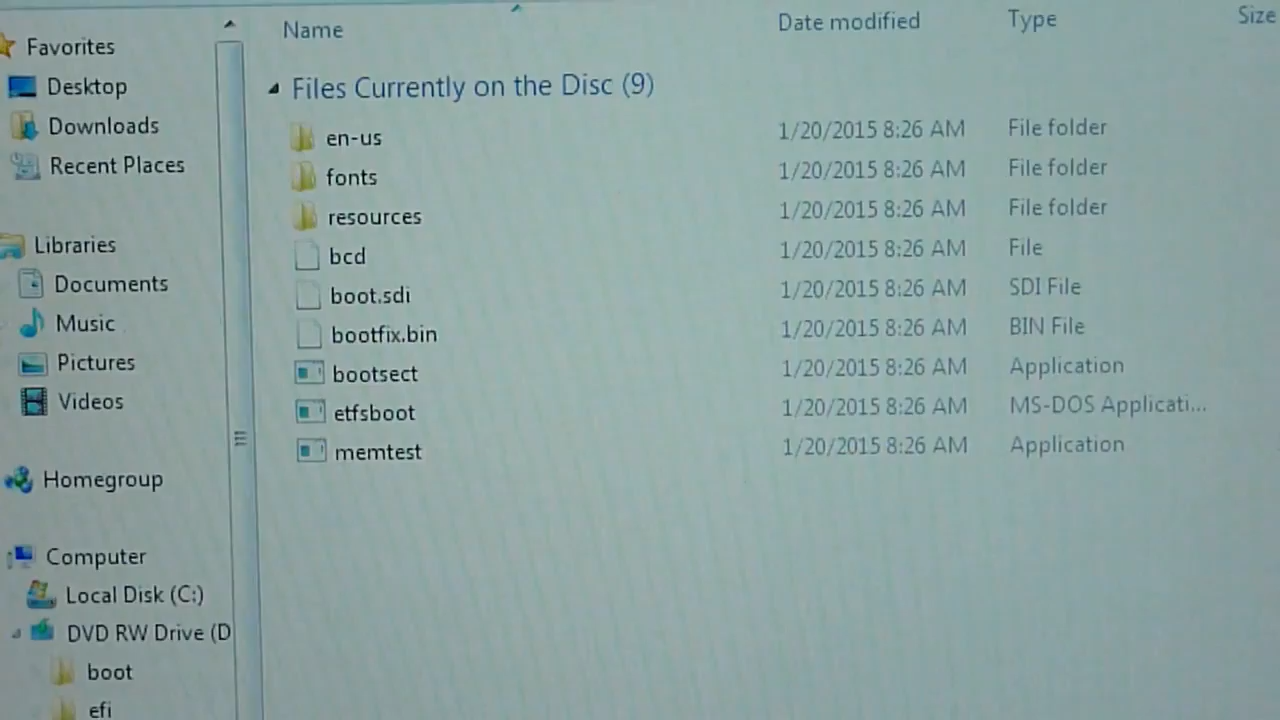 Name Date modified Type Size
Favorites
Desktop
Downloads
Recent Places
Libraries
Documents
Music
Pictures
Videos
Homegroup
Computer
Local Disk (C:)
DVD RW Drive (D
boot
efi
Files Currently on the Disc (9)
en-us 1/20/2015 8:26 AM File folder
fonts 1/20/2015 8:26 AM File folder
resources 1/20/2015 8:26 AM File folder
bcd 1/20/2015 8:26 AM File
boot.sdi 1/20/2015 8:26 AM SDI File
bootfix.bin 1/20/2015 8:26 AM BIN File
bootsect 1/20/2015 8:26 AM Application
etfsboot 1/20/2015 8:26 AM MS-DOS Applicati...
memtest 1/20/2015 8:26 AM Application